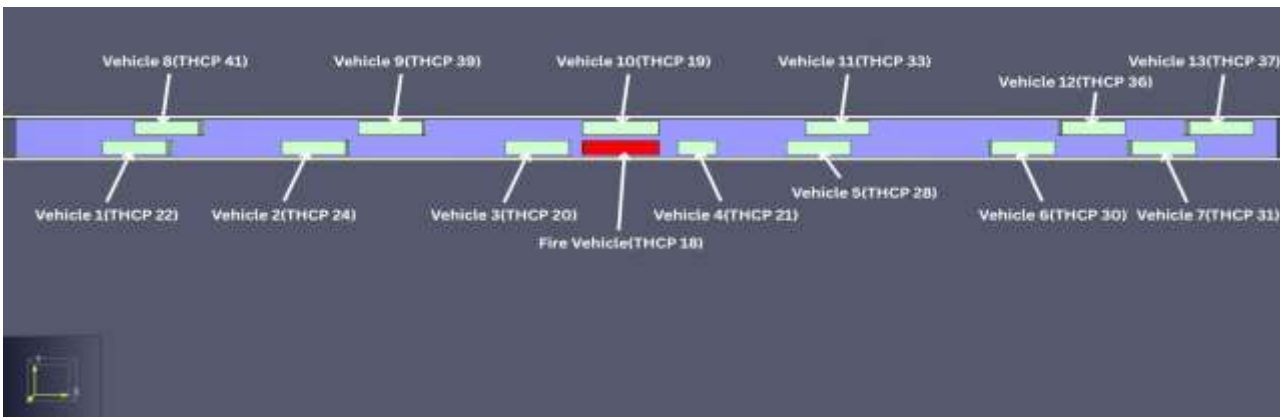 Vehicle 8(THCP 41)
Vehicle 9(THCP 39)
Vehicle 10(THCP 19)
Vehicle 11(THCP 33)
Vehicle 13(THCP 37)
Vehicle 12(THCP 36)
Vehicle 5(THCP 28)
Vehicle 1(THCP 22)
Vehicle 2(THCP 24)
Vehicle 3(THCP 20)
Vehicle 4(THCP 21)
Vehicle 6(THCP 30)
Vehicle 7(THCP 31)
Fire Vehicle(THCP 18)